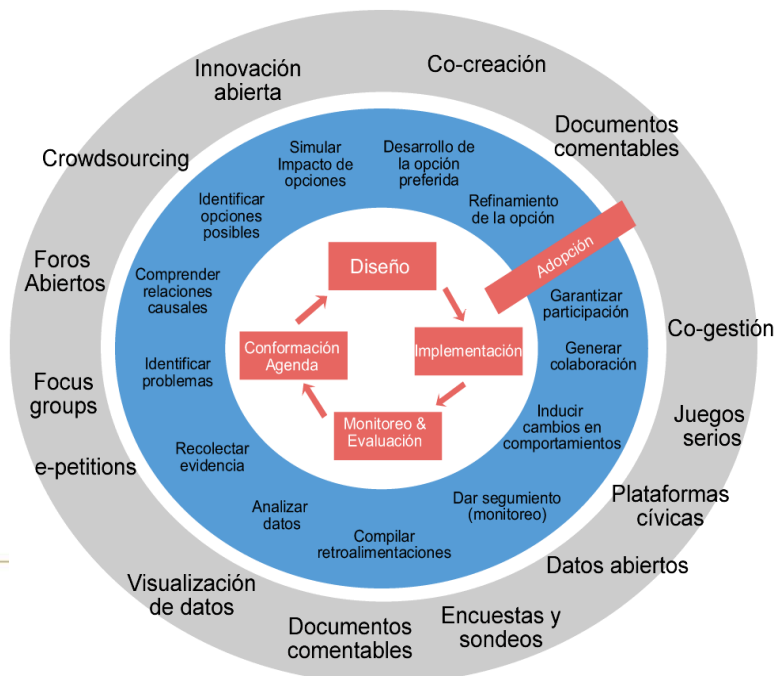 Innovación
abierta
Co-creación
Documentos
comentables
Crowdsourcing
Foros
Abiertos
Focus
groups
e-petitions
Visualización
de datos
Documentos
comentables
Encuestas y
sondeos
Datos abiertos
Plataformas
cívicas
Juegos
serios
Co-gestión
Simular
Impacto de
opciones
Desarrollo de
la opción
preferida
Refinamiento
de la opción
Adopción
Garantizar
participación
Generar
colaboración
Inducir
cambios en
comportamientos
Dar segumiento
(monitoreo)
Compilar
retroalimentaciones
Analizar
datos
Recolectar
evidencia
Identificar
problemas
Comprender
relaciones
causales
Identificar
opciones
posibles
Diseño
Implementación
Monitoreo &
Evaluación
Conformación
Agenda